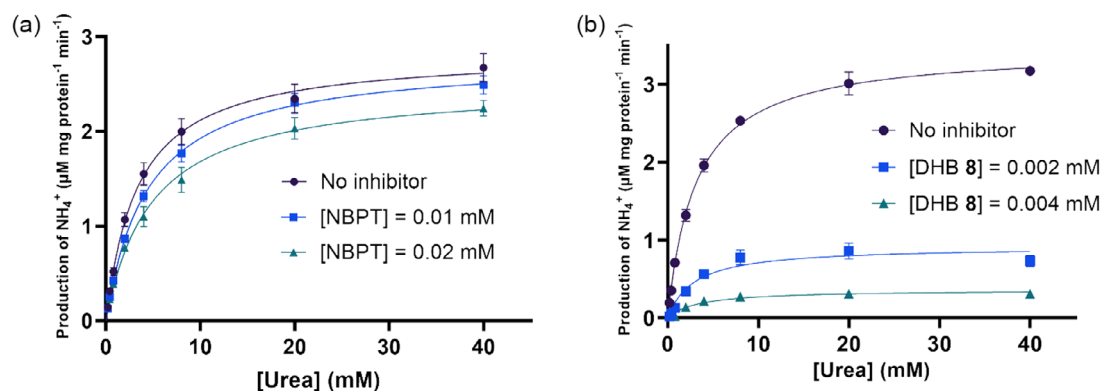 (a)
Production of NH₄⁺ (µM mg protein⁻¹ min⁻¹)
3
2
1
0
0
10
20
30
40
[Urea] (mM)
No inhibitor
[NBPT] = 0.01 mM
[NBPT] = 0.02 mM
(b)
Production of NH₄⁺ (µM mg protein⁻¹ min⁻¹)
3
2
1
0
0
10
20
30
40
[Urea] (mM)
No inhibitor
[DHB 8] = 0.002 mM
[DHB 8] = 0.004 mM